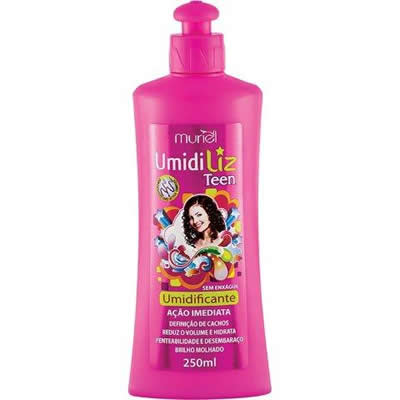 muriel
UmidiLiz
Teen
SEM ENXÁGUE
Umidificante
AÇÃO IMEDIATA
DEFINIÇÃO DE CACHOS
REDUZ O VOLUME E HIDRATA
PENTEABILIDADE E DESEMBARAÇO
BRILHO MOLHADO
250ml